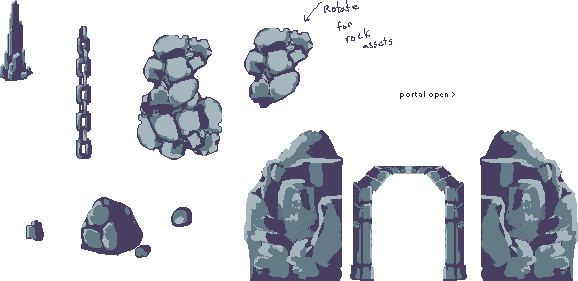 Rotate
for
rock
assets
portal open >